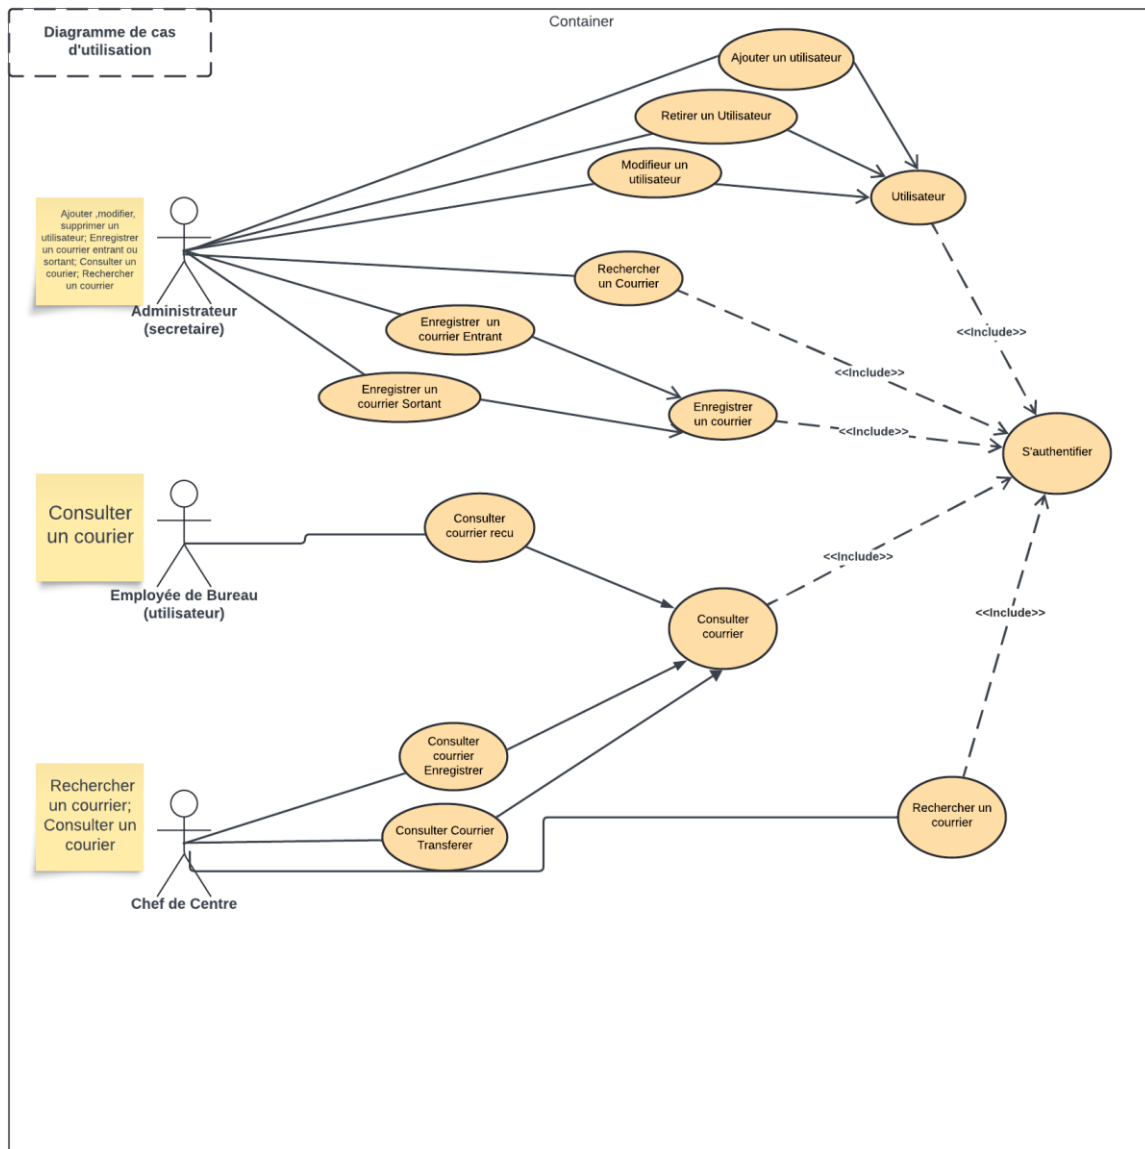 Container
Diagramme de cas
d'utilisation
Ajouter un utilisateur
Retirer un Utilisateur
Modifieur un
utilisateur
Utilisateur
Ajouter ,modifier,
supprimer un
utilisateur; Enregistrer
un courrier entrant ou
sortant; Consulter un
courier; Rechercher
un courrier
Administrateur
(secretaire)
Rechercher
un Courrier
Enregistrer un
courrier Entrant
<<Include>>
<<Include>>
Enregistrer un
courrier Sortant
Enregistrer
un courrier
<<Include>>
S'authentifier
Consulter
un courier
Employée de Bureau
(utilisateur)
Consulter
courrier recu
<<Include>>
Consulter
courrier
<<Include>>
Consulter
courrier
Enregistrer
Rechercher
un courrier;
Consulter un
courier
Chef de Centre
Consulter Courrier
Transferer
Rechercher un
courrier